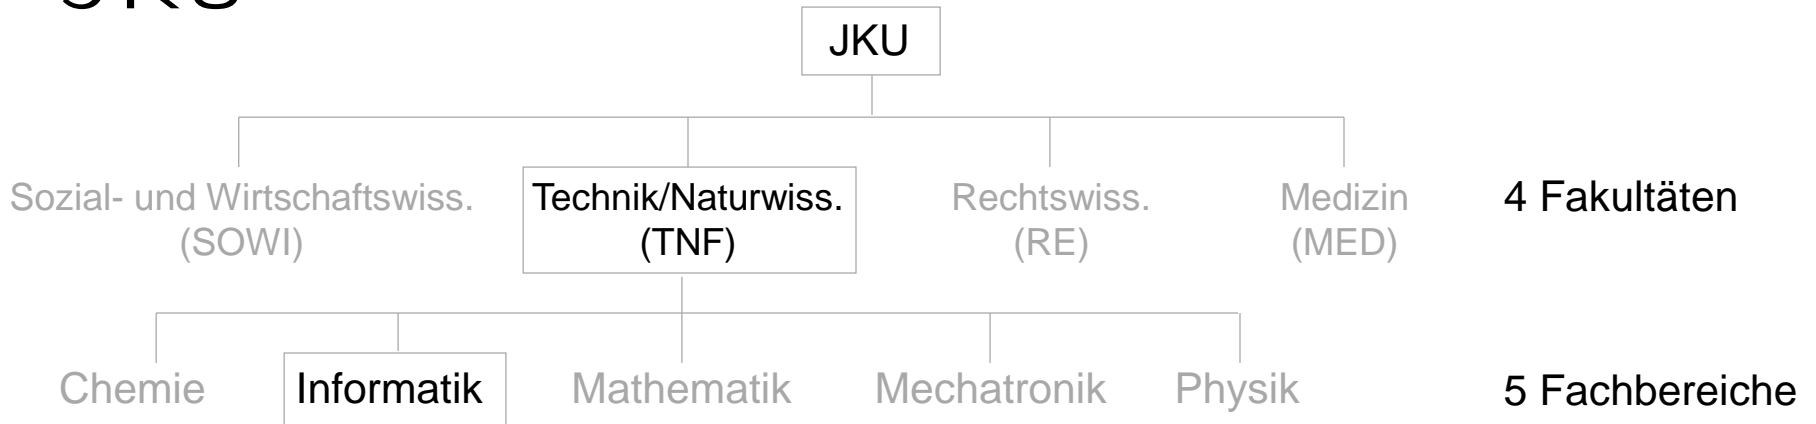 JKU
JKU
Sozial- und Wirtschaftswiss.
(SOWI)
Technik/Naturwiss.
(TNF)
Rechtswiss.
(RE)
Medizin
(MED)
4 Fakultäten
Chemie
Informatik
Mathematik
Mechatronik
Physik
5 Fachbereiche